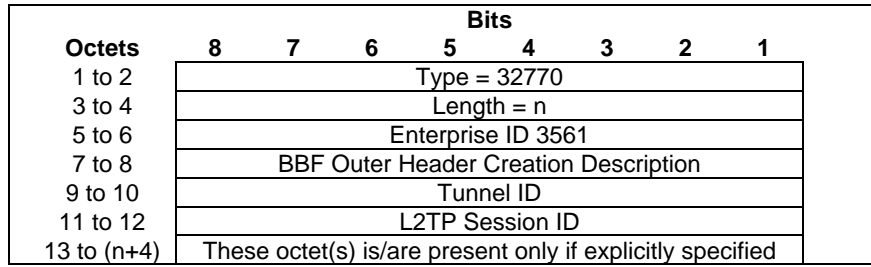 Bits
Octets 8 7 6 5 4 3 2 1
1 to 2 Type = 32770
3 to 4 Length = n
5 to 6 Enterprise ID 3561
7 to 8 BBF Outer Header Creation Description
9 to 10 Tunnel ID
11 to 12 L2TP Session ID
13 to (n+4) These octet(s) is/are present only if explicitly specified